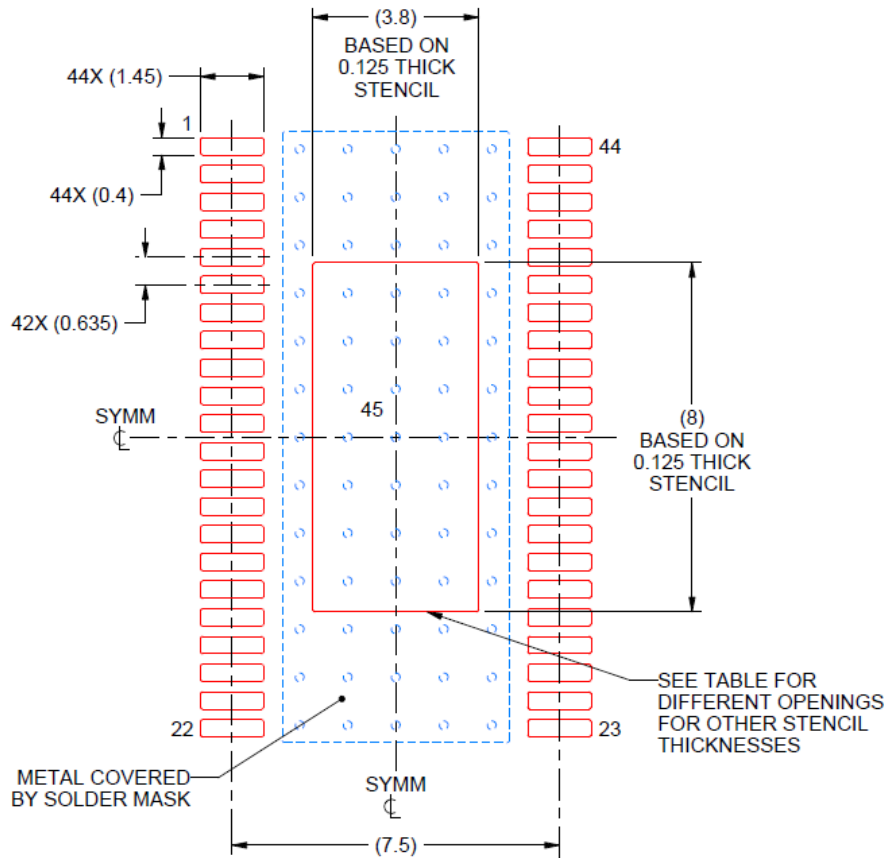 (3.8)
BASED ON
0.125 THICK
STENCIL
44X (1.45)
1
44
44X (0.4)
42X (0.635)
45
SYMM
℄
(8)
BASED ON
0.125 THICK
STENCIL
SEE TABLE FOR
DIFFERENT OPENINGS
FOR OTHER STENCIL
THICKNESSES
22
23
METAL COVERED
BY SOLDER MASK
SYMM
℄
(7.5)